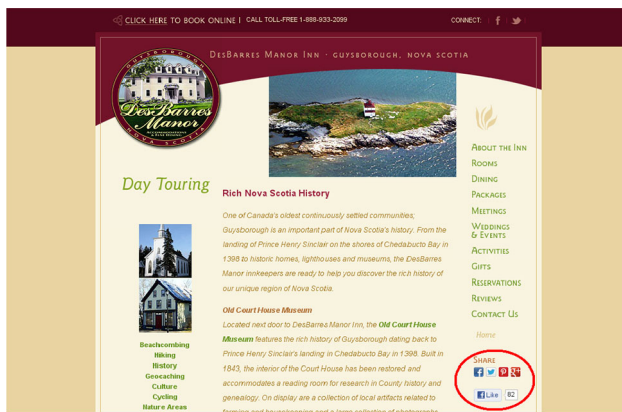 CLICK HERE TO BOOK ONLINE | CALL TOLL-FREE 1-888-933-2099
CONNECT:
DESBARRES MANOR INN · GUYSBOROUGH, NOVA SCOTIA
GUYSBOROUGH
DesBarres
Manor
ACCOMMODATIONS
& FINE DINING
NOVA SCOTIA
Day Touring
Beachcombing
Hiking
History
Geocaching
Culture
Cycling
Nature Areas
Rich Nova Scotia History
One of Canada's oldest continuously settled communities,
Guysborough is an important part of Nova Scotia's history. From the
landing of Prince Henry Sinclair on the shores of Chedabucto Bay in
1398 to historic homes, lighthouses and museums, the DesBarres
Manor innkeepers are ready to help you discover the rich history of
our unique region of Nova Scotia.
Old Court House Museum
Located next door to DesBarres Manor Inn, the Old Court House
Museum features the rich history of Guysborough dating back to
Prince Henry Sinclair's landing in Chedabucto Bay in 1398. Built in
1843, the interior of the Court House has been restored and
accommodates a reading room for research in County history and
genealogy. On display are a collection of local artifacts related to
ABOUT THE INN
ROOMS
DINING
PACKAGES
MEETINGS
WEDDINGS
& EVENTS
ACTIVITIES
GIFTS
RESERVATIONS
REVIEWS
CONTACT US
Home
SHARE
Like 82